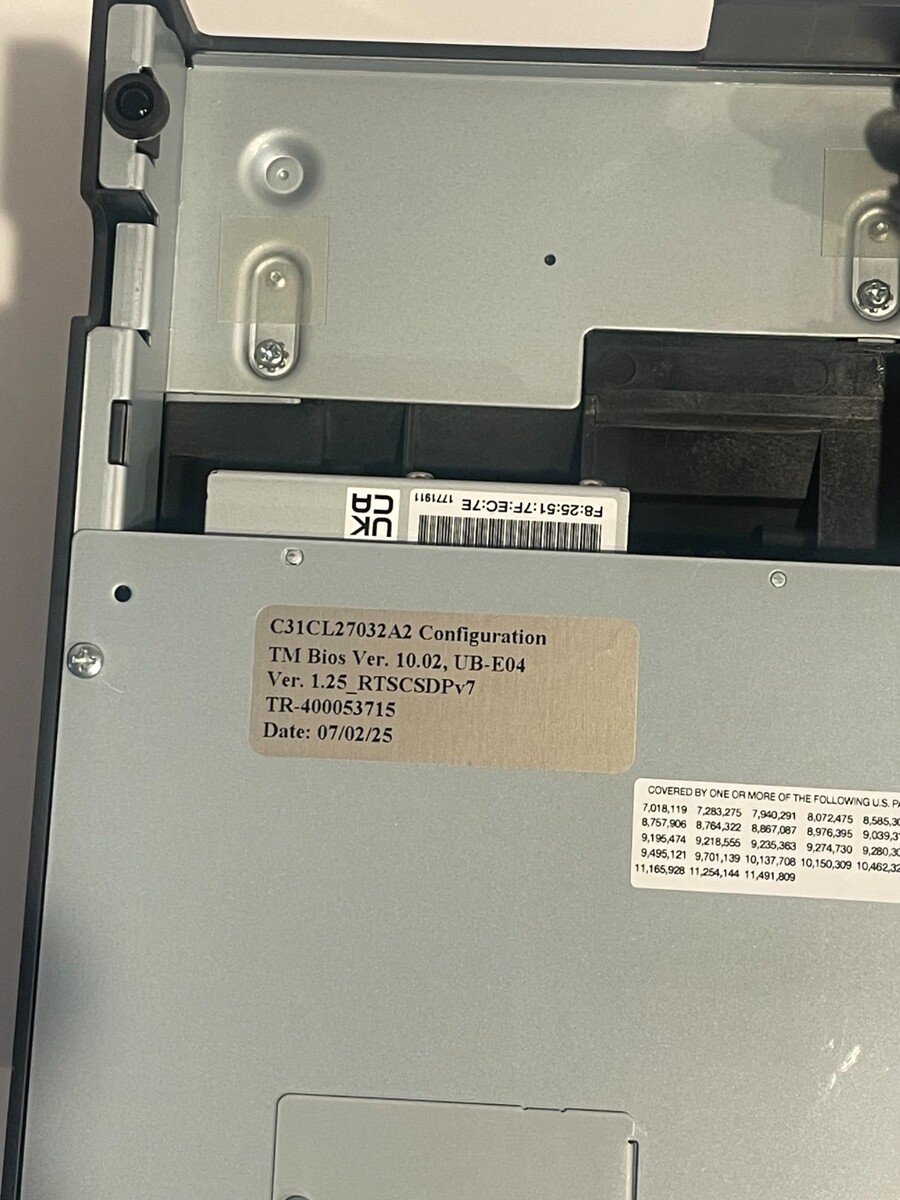 F8:25:51:7F:EC:7E 1771911
UK
CA
C31CL27032A2 Configuration
TM Bios Ver. 10.02, UB-E04
Ver. 1.25_RTSCSDPv7
TR-400053715
Date: 07/02/25
COVERED BY ONE OR MORE OF THE FOLLOWING U.S.
7,018,119 7,283,275 7,940,291 8,072,475
8,757,906 8,764,322 8,867,087 8,976,395
9,195,474 9,218,555 9,235,363 9,274,730
9,495,121 9,701,139 10,137,708 10,150,309
11,165,928 11,254,144 11,491,809